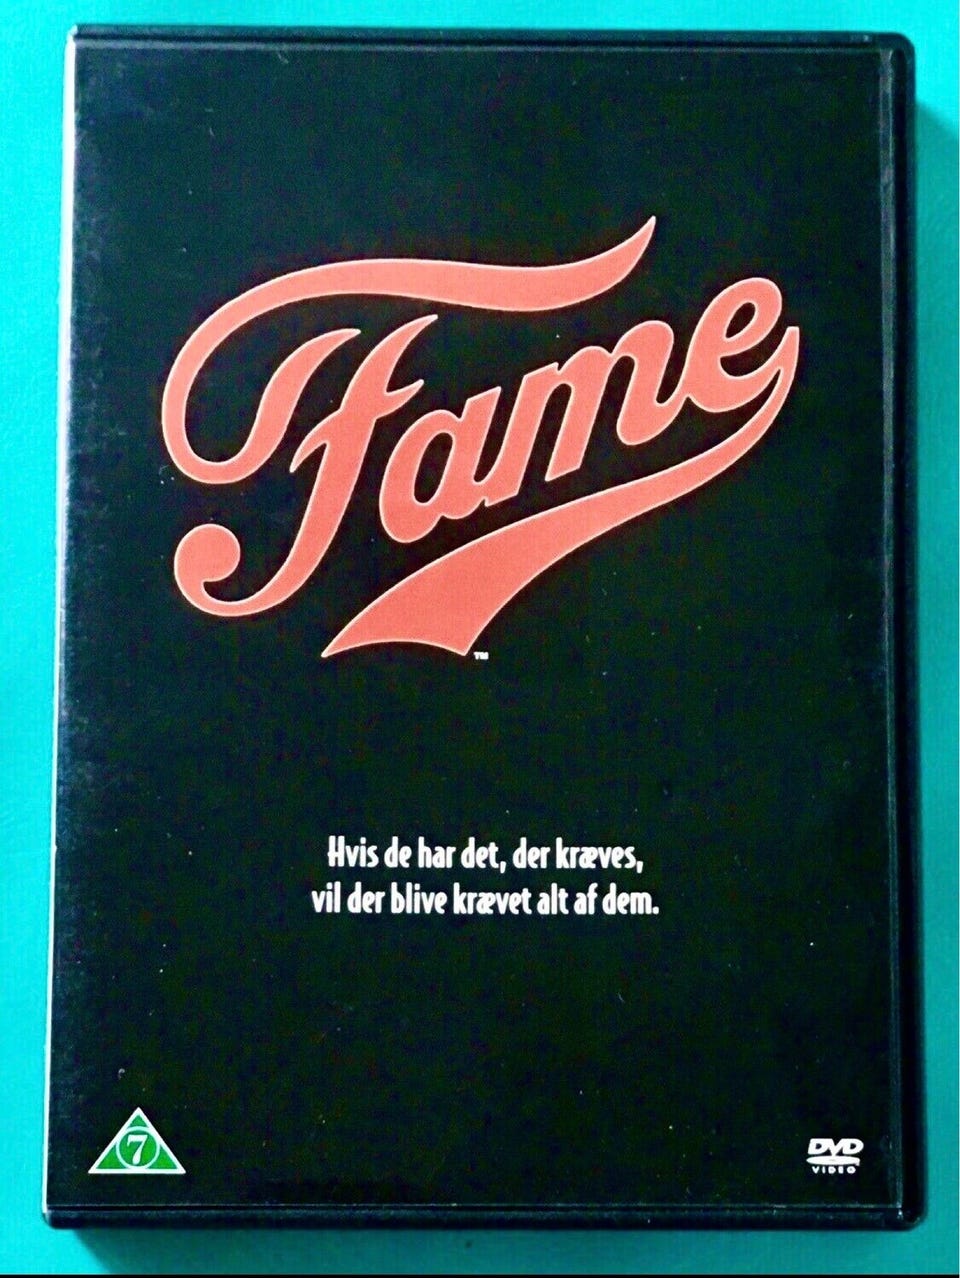 Fame
TM
Hvis de har det, der kræves,
vil der blive krævet alt af dem.
7
DVD
VIDEO